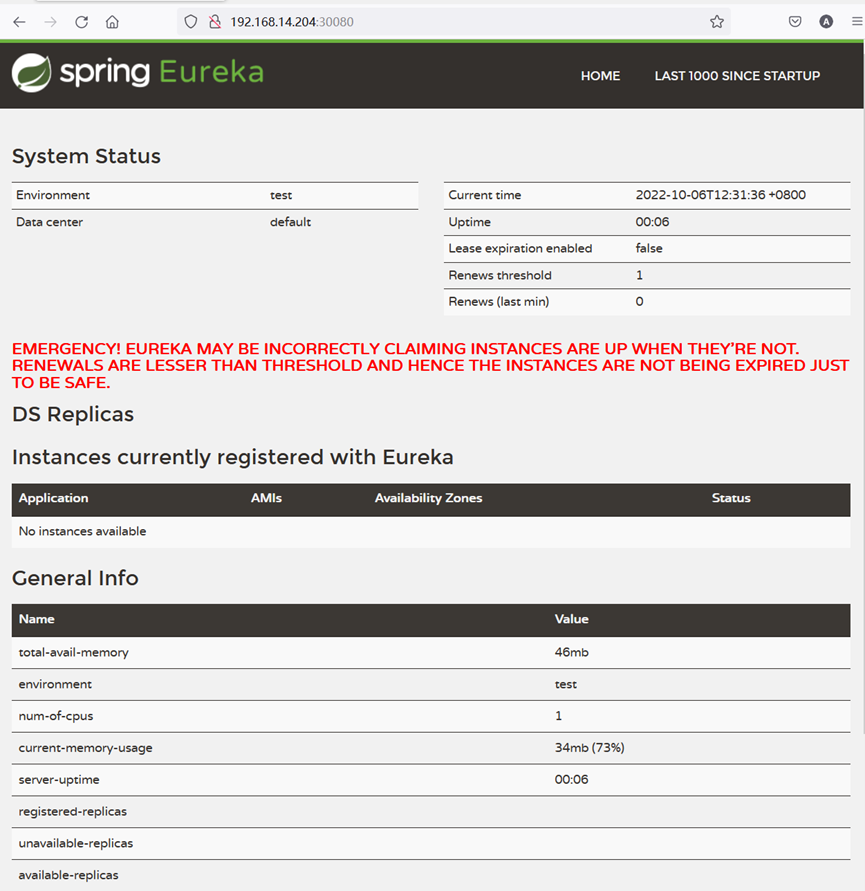 192.168.14.204:30080
A
spring Eureka
HOME LAST 1000 SINCE STARTUP
System Status
Environment test
Data center default
Current time 2022-10-06T12:31:36 +0800
Uptime 00:06
Lease expiration enabled false
Renews threshold 1
Renews (last min) 0
EMERGENCY! EUREKA MAY BE INCORRECTLY CLAIMING INSTANCES ARE UP WHEN THEY'RE NOT.
RENEWALS ARE LESSER THAN THRESHOLD AND HENCE THE INSTANCES ARE NOT BEING EXPIRED JUST
TO BE SAFE.
DS Replicas
Instances currently registered with Eureka
Application AMIs Availability Zones Status
No instances available
General Info
Name Value
total-avail-memory 46mb
environment test
num-of-cpus 1
current-memory-usage 34mb (73%)
server-uptime 00:06
registered-replicas
unavailable-replicas
available-replicas